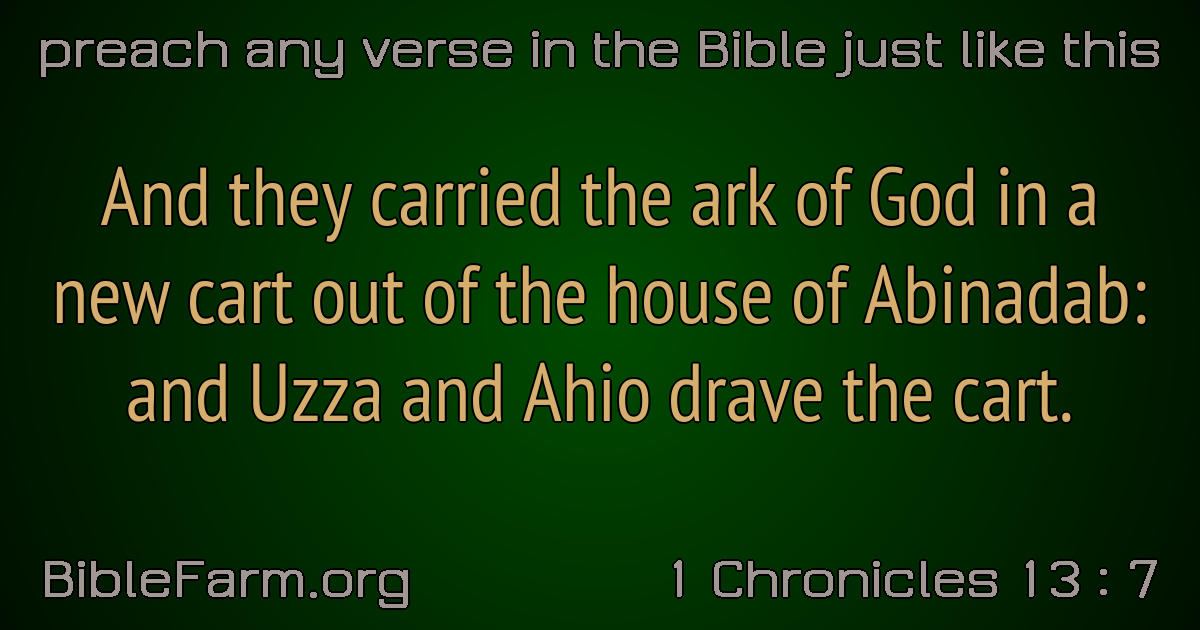 preach any verse in the Bible just like this
And they carried the ark of God in a
new cart out of the house of Abinadab:
and Uzza and Ahio drave the cart.
BibleFarm.org
1 Chronicles 13 : 7